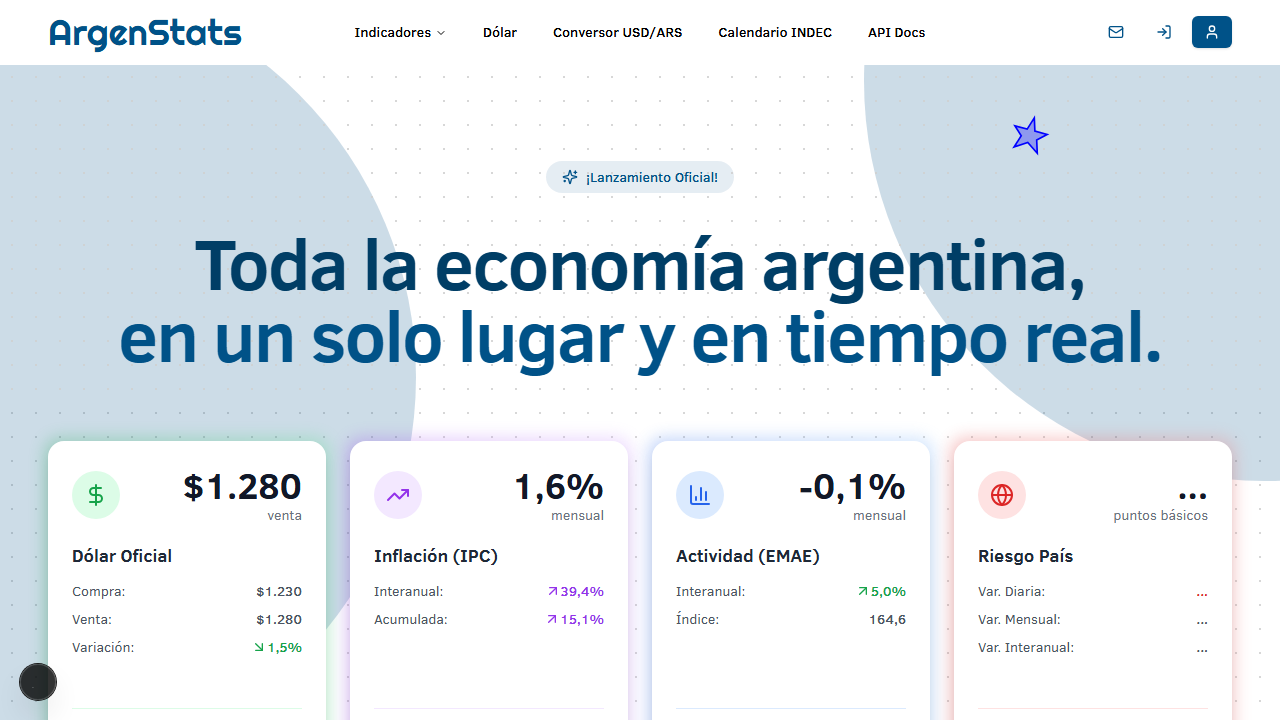 ArgenStats
Indicadores
Dólar
Conversor USD/ARS
Calendario INDEC
API Docs
¡Lanzamiento Oficial!
Toda la economía argentina,
en un solo lugar y en tiempo real.
$1.280
venta
Dólar Oficial
Compra: $1.230
Venta: $1.280
Variación: 1,5%
1,6%
mensual
Inflación (IPC)
Interanual: 39,4%
Acumulada: 15,1%
-0,1%
mensual
Actividad (EMAE)
Interanual: 5,0%
Índice: 164,6
...
puntos básicos
Riesgo País
Var. Diaria: ...
Var. Mensual: ...
Var. Interanual: ...